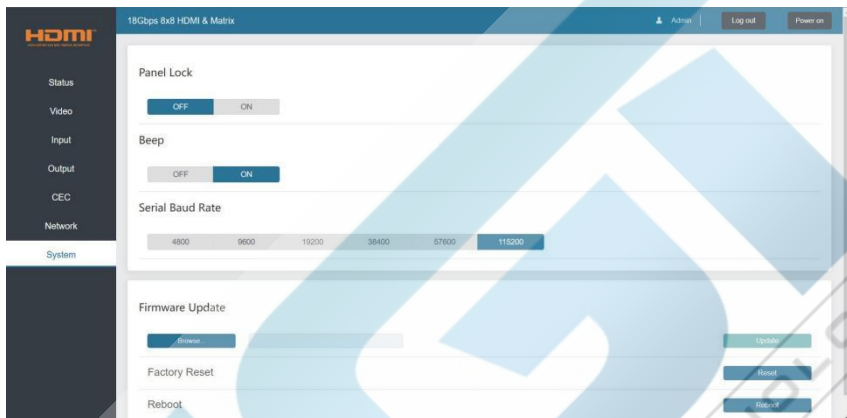 18Gbps 8x8 HDMI & Matrix
Admin
Log out
Power on
HDMI
Status
Video
Input
Output
CEC
Network
System
Panel Lock
OFF ON
Beep
OFF ON
Serial Baud Rate
4800 9600 19200 38400 57600 115200
Firmware Update
Browse Update
Factory Reset Reset
Reboot Reboot